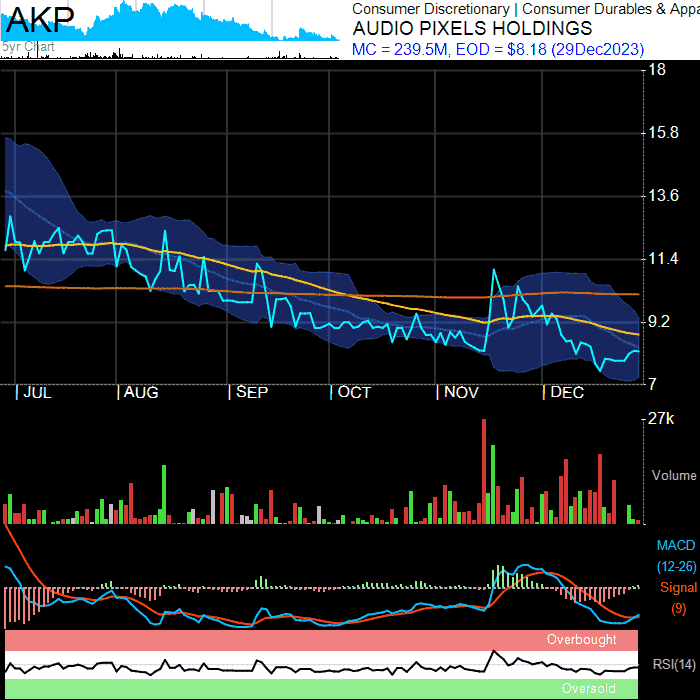 AKP
5yr Chart
Consumer Discretionary | Consumer Durables & Appa
AUDIO PIXELS HOLDINGS
MC = 239.5M, EOD = $8.18 (29Dec2023)
18
15.8
13.6
11.4
9.2
7
JUL AUG SEP OCT NOV DEC
27k
Volume
MACD
(12-26)
Signal
(9)
Overbought
RSI(14)
Oversold